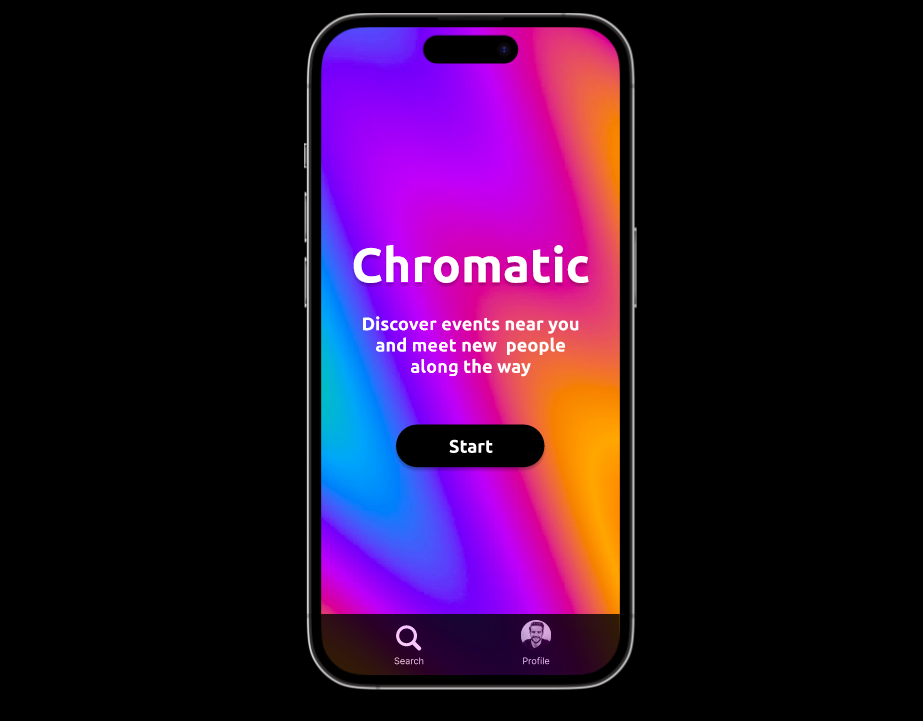 Chromatic
Discover events near you
and meet new  people
along the way
Start
Search
Profile